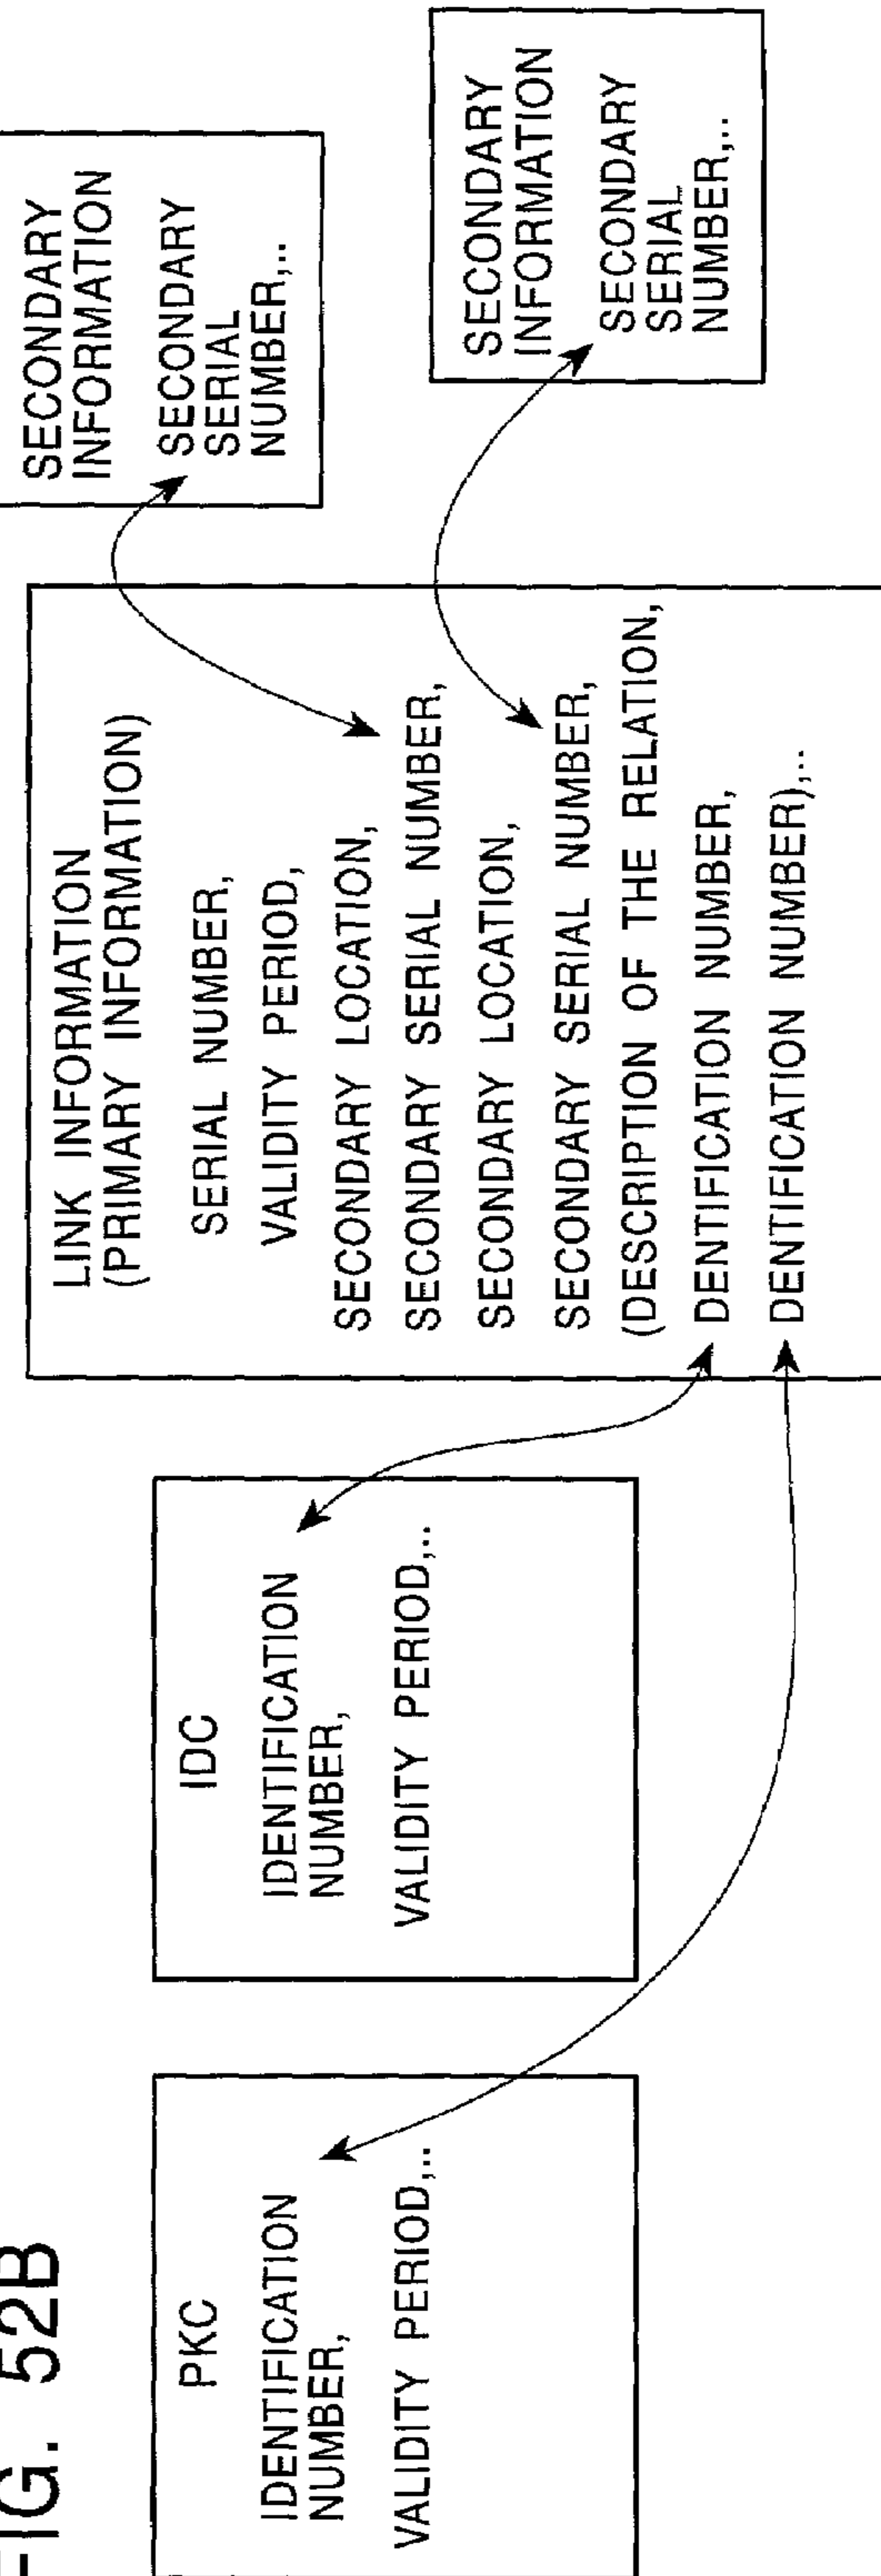 FIG. 52B
PKC
IDENTIFICATION
NUMBER,
VALIDITY PERIOD,..
IDC
IDENTIFICATION
NUMBER,
VALIDITY PERIOD,..
LINK INFORMATION
(PRIMARY INFORMATION)
SERIAL NUMBER,
VALIDITY PERIOD,
SECONDARY LOCATION,
SECONDARY SERIAL NUMBER,
SECONDARY LOCATION,
SECONDARY SERIAL NUMBER,
(DESCRIPTION OF THE RELATION,
DENTIFICATION NUMBER,
DENTIFICATION NUMBER),..
SECONDARY
INFORMATION
SECONDARY
SERIAL
NUMBER,..
SECONDARY
INFORMATION
SECONDARY
SERIAL
NUMBER,..